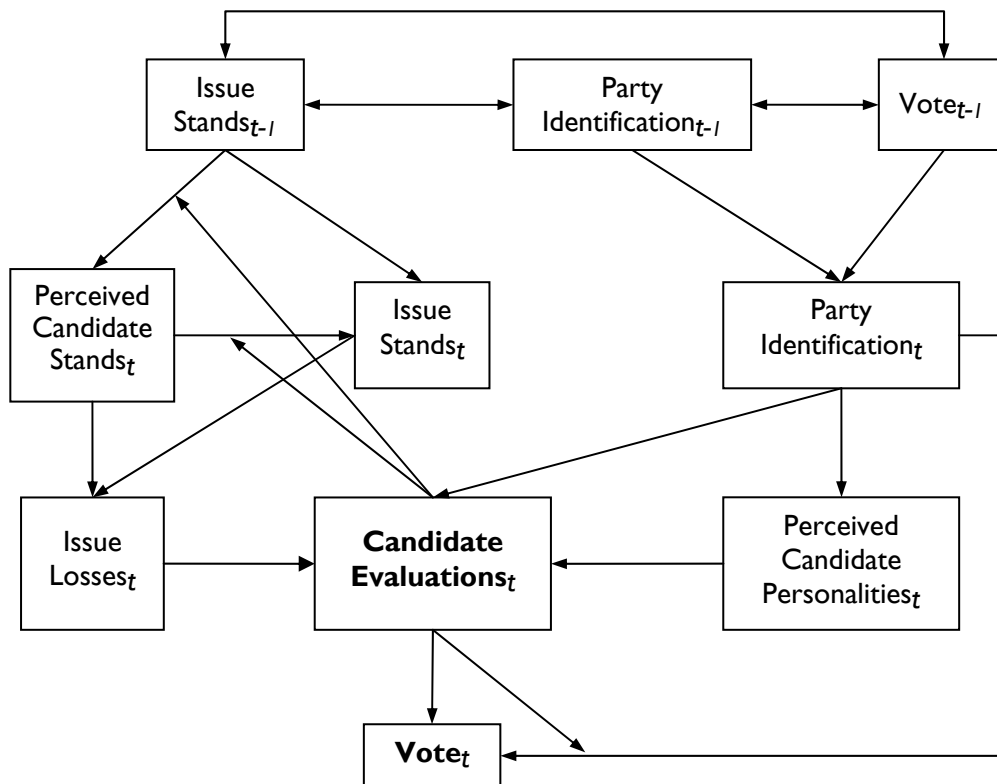 Issue
Stands t-1
Party
Identification t-1
Vote t-1
Perceived
Candidate
Stands t
Issue
Stands t
Party
Identification t
Issue
Losses t
Candidate
Evaluations t
Perceived
Candidate
Personalities t
Vote t